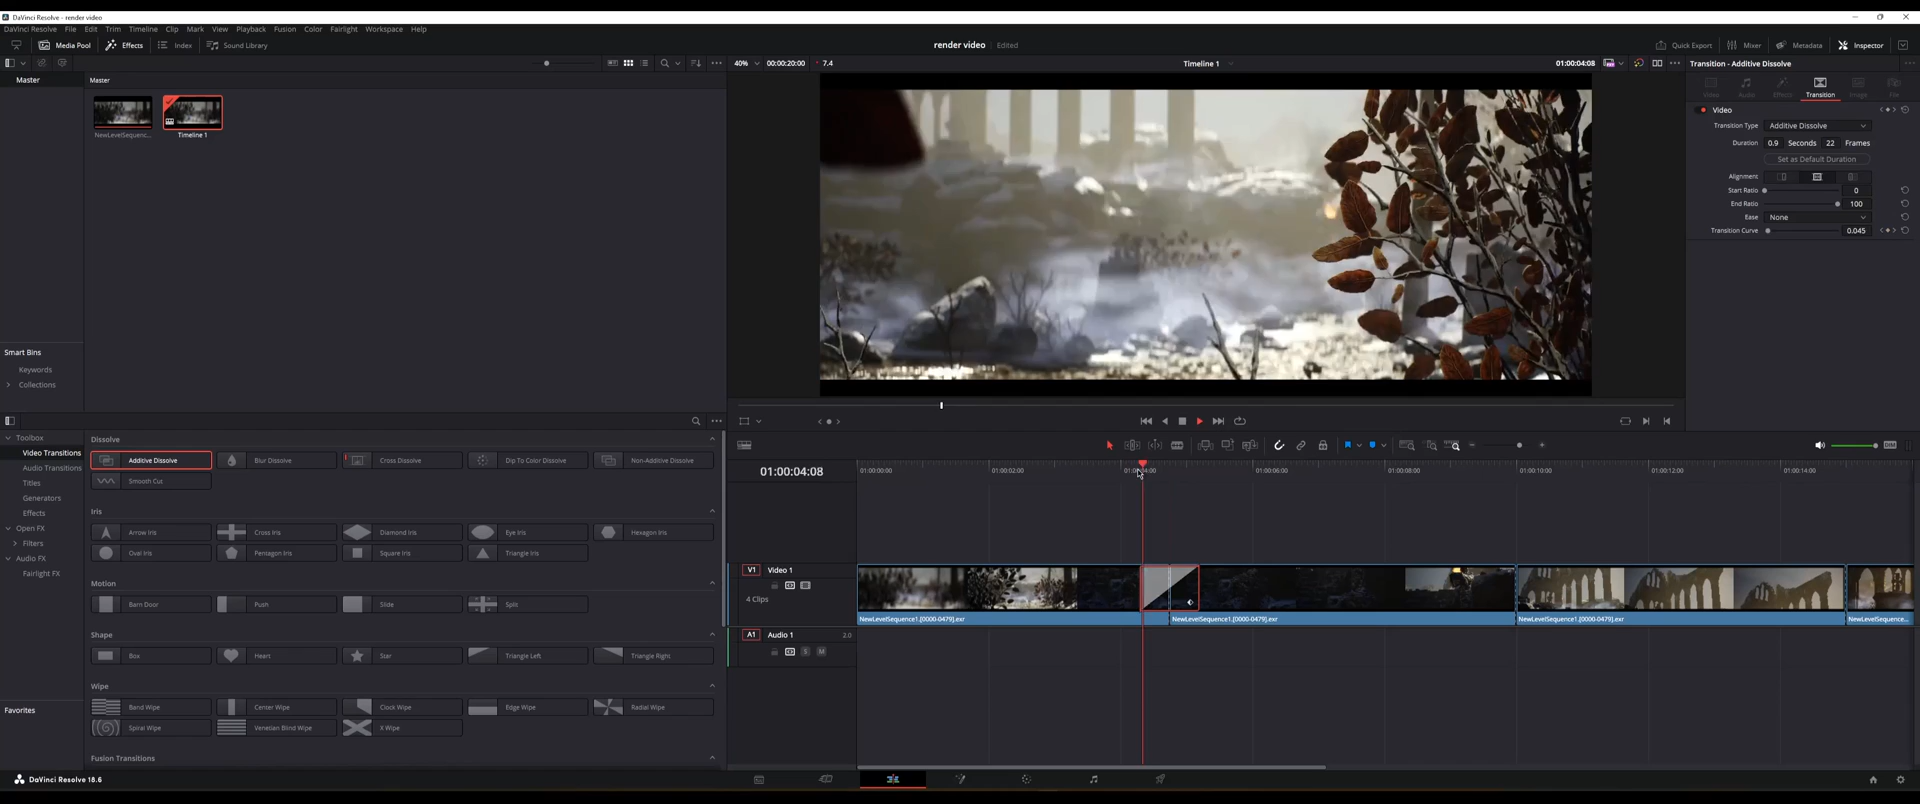 DaVinci Resolve - render video
DaVinci Resolve File Edit Trim Timeline Clip Mark View Playback Fusion Color Fairlight Workspace Help
Media Pool Effects Index Sound Library render video Edited Quick Export Mixer Metadata Inspector
40% 00:00:20:00 7.4 Timeline 1 01:00:04:08 Transition - Additive Dissolve
Master Master
Video Audio Effects Transition Image File
NewLevelSequenc... Timeline 1
Video
Transition Type Additive Dissolve
Duration 0.9 Seconds 22 Frames
Set as Default Duration
Alignment
Start Ratio 0
End Ratio 100
Ease None
Transition Curve 0.045
Smart Bins
Keywords
Collections
Toolbox
Video Transitions
Audio Transitions
Titles
Generators
Effects
Open FX
Filters
Audio FX
Fairlight FX
Favorites
Dissolve
Additive Dissolve Blur Dissolve Cross Dissolve Dip To Color Dissolve Non-Additive Dissolve
Smooth Cut
Iris
Arrow Iris Cross Iris Diamond Iris Eye Iris Hexagon Iris
Oval Iris Pentagon Iris Square Iris Triangle Iris
Motion
Barn Door Push Slide Split
Shape
Box Heart Star Triangle Left Triangle Right
Wipe
Band Wipe Center Wipe Clock Wipe Edge Wipe Radial Wipe
Spiral Wipe Venetian Blind Wipe X Wipe
Fusion Transitions
DIM
01:00:04:08 01:00:00:00 01:00:02:00 01:00:06:00 01:00:08:00 01:00:10:00 01:00:12:00 01:00:14:00
V1 Video 1
4 Clips
NewLevelSequence1.[0000-0479].exr NewLevelSequence1.[0000-0479].exr NewLevelSequence1.[0000-0479].exr NewLevelSequence...
A1 Audio 1 2.0
S M
DaVinci Resolve 18.6